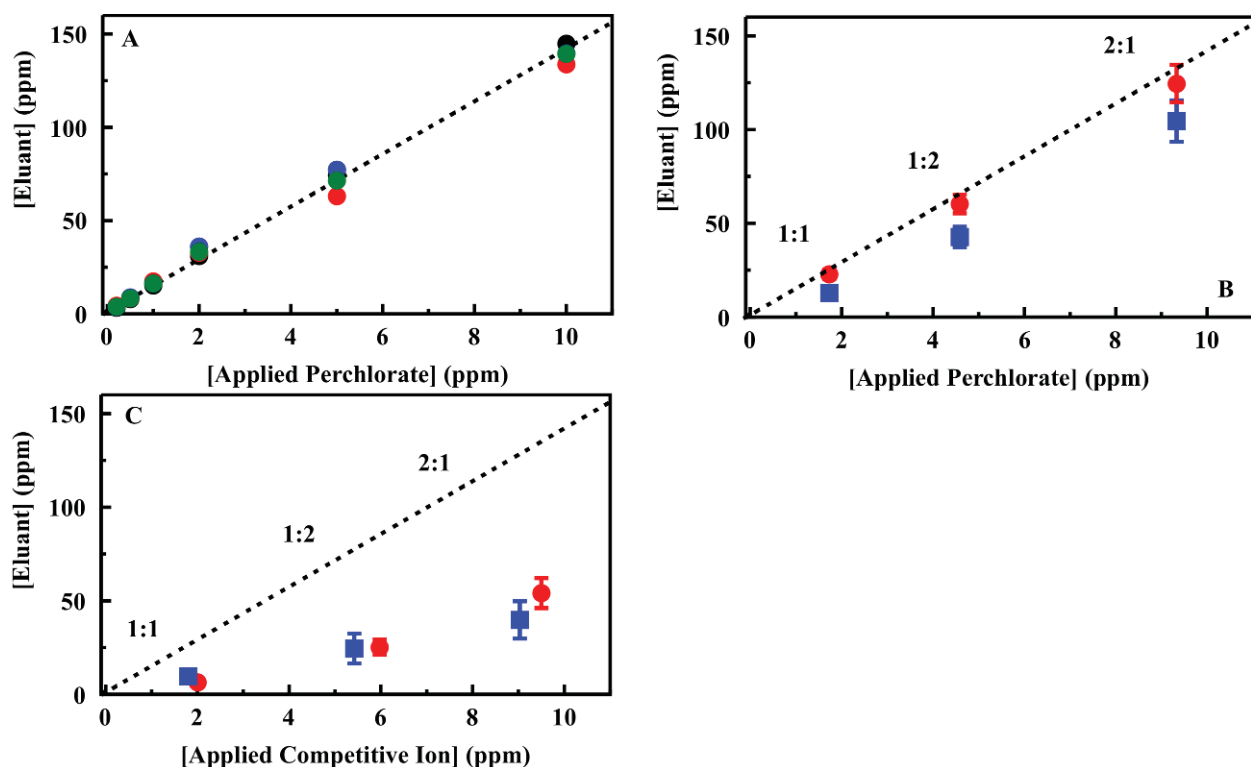 A
[Eluant] (ppm)
150
100
50
0
0 2 4 6 8 10
[Applied Perchlorate] (ppm)
B
[Eluant] (ppm)
150
100
50
0
2:1
1:2
1:1
0 2 4 6 8 10
[Applied Perchlorate] (ppm)
C
[Eluant] (ppm)
150
100
50
0
2:1
1:2
1:1
0 2 4 6 8 10
[Applied Competitive Ion] (ppm)